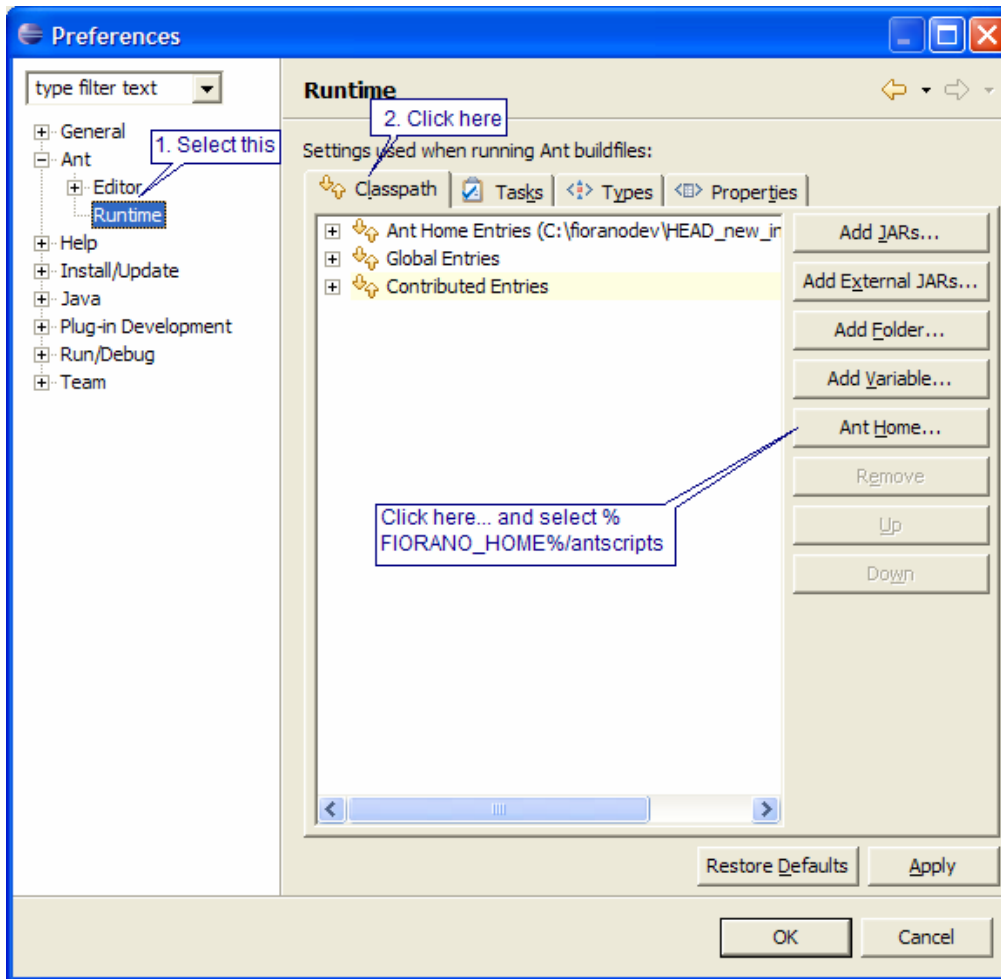 Preferences
type filter text
Runtime
2. Click here
General
1. Select this
Ant
Settings used when running Ant buildfiles:
Editor
Classpath
Tasks
Types
Properties
Runtime
Help
Install/Update
Java
Plug-in Development
Run/Debug
Team
Ant Home Entries (C:\fioranodev\HEAD_new_in
Global Entries
Contributed Entries
Add JARs...
Add External JARs...
Add Folder...
Add Variable...
Ant Home...
Remove
Up
Down
Click here... and select %
FIORANO_HOME%/antscripts
Restore Defaults
Apply
OK
Cancel